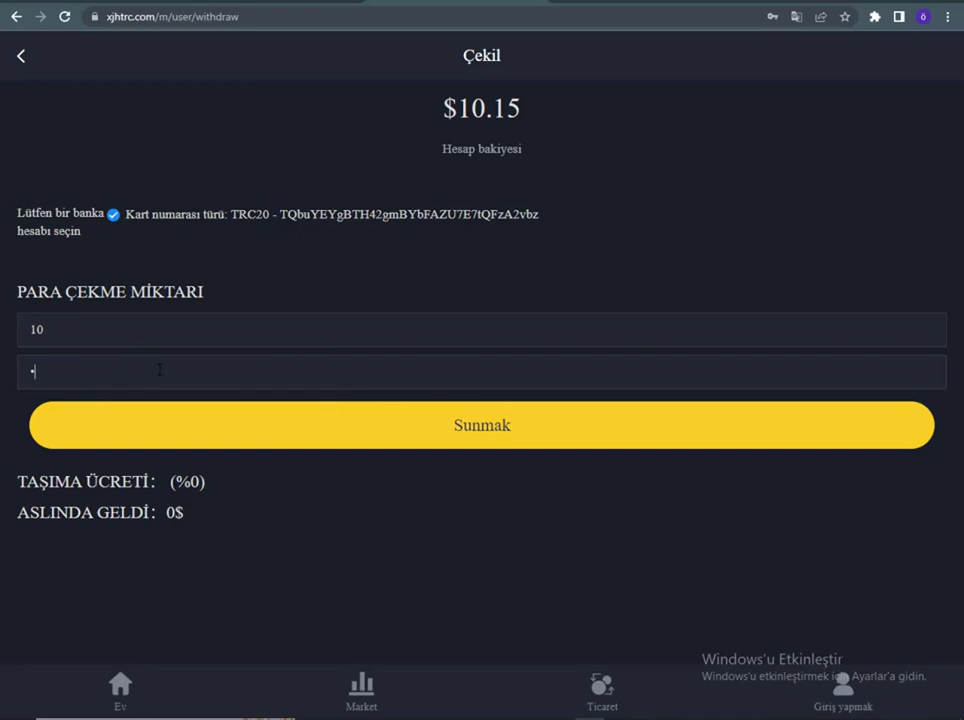 xjhtrc.com/m/user/withdraw
ö
Çekil
$10.15
Hesap bakiyesi
Lütfen bir banka
hesabı seçin
Kart numarası türü: TRC20 - TQbuYEYgBTH42gmBYbFAZU7E7tQFzA2vbz
PARA ÇEKME MİKTARI
10
Sunmak
TAŞIMA ÜCRETİ: (%0)
ASLINDA GELDİ: 0$
Windows'u Etkinleştir
Windows'u etkinleştirmek için Ayarlar'a gidin.
Ev
Market
Ticaret
Giriş yapmak